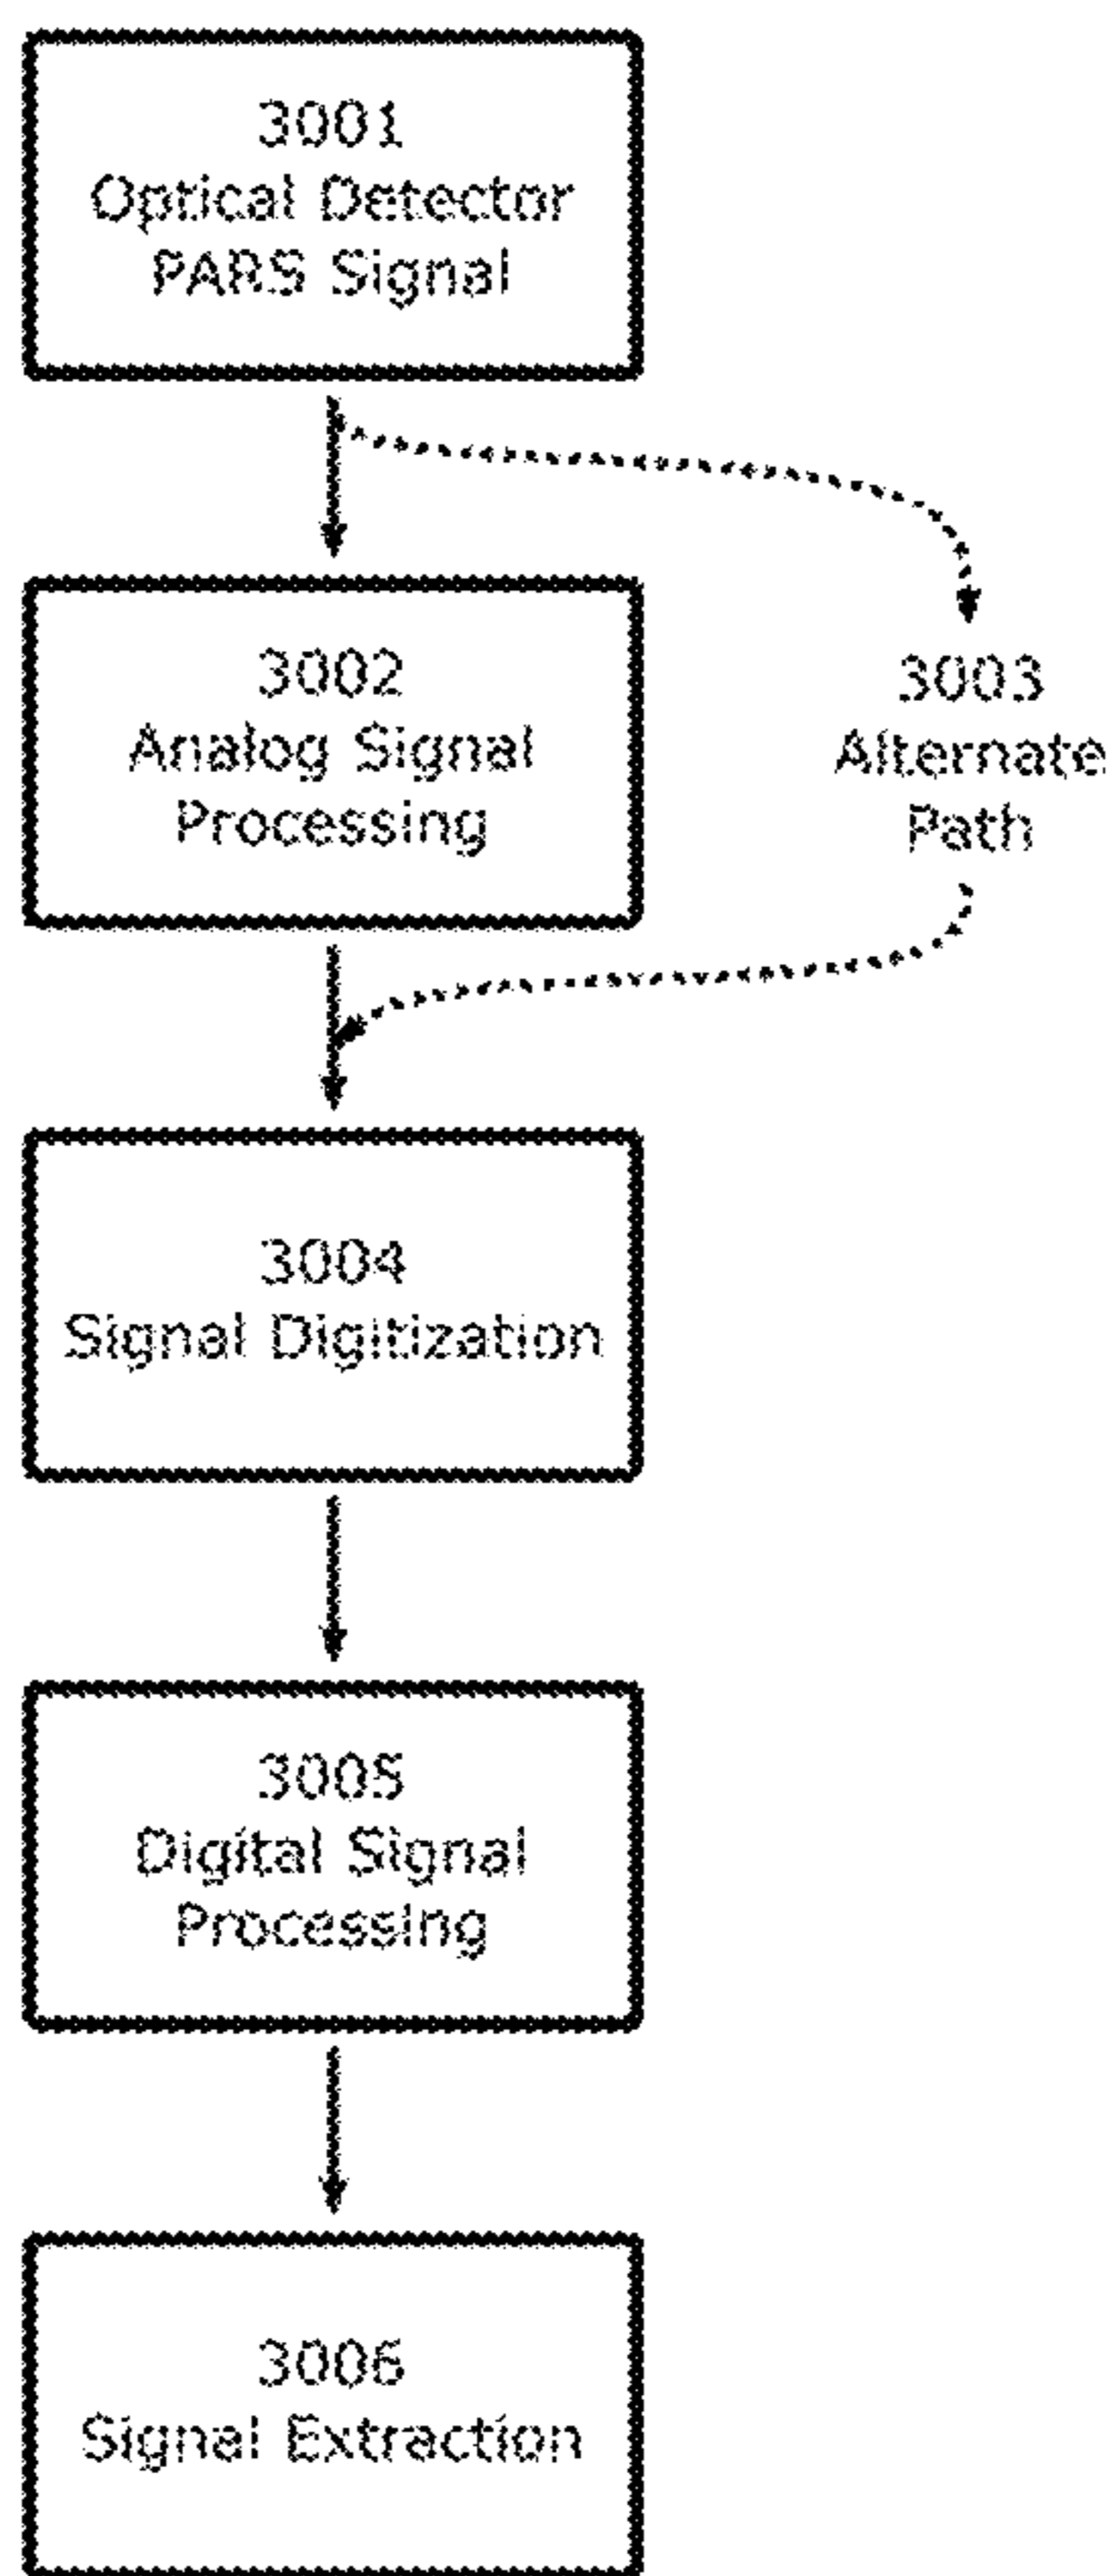 3001
Optical Detector
PARS Signal
3002
Analog Signal
Processing
3003
Alternate
Path
3004
Signal Digitization
3005
Digital Signal
Processing
3006
Signal Extraction